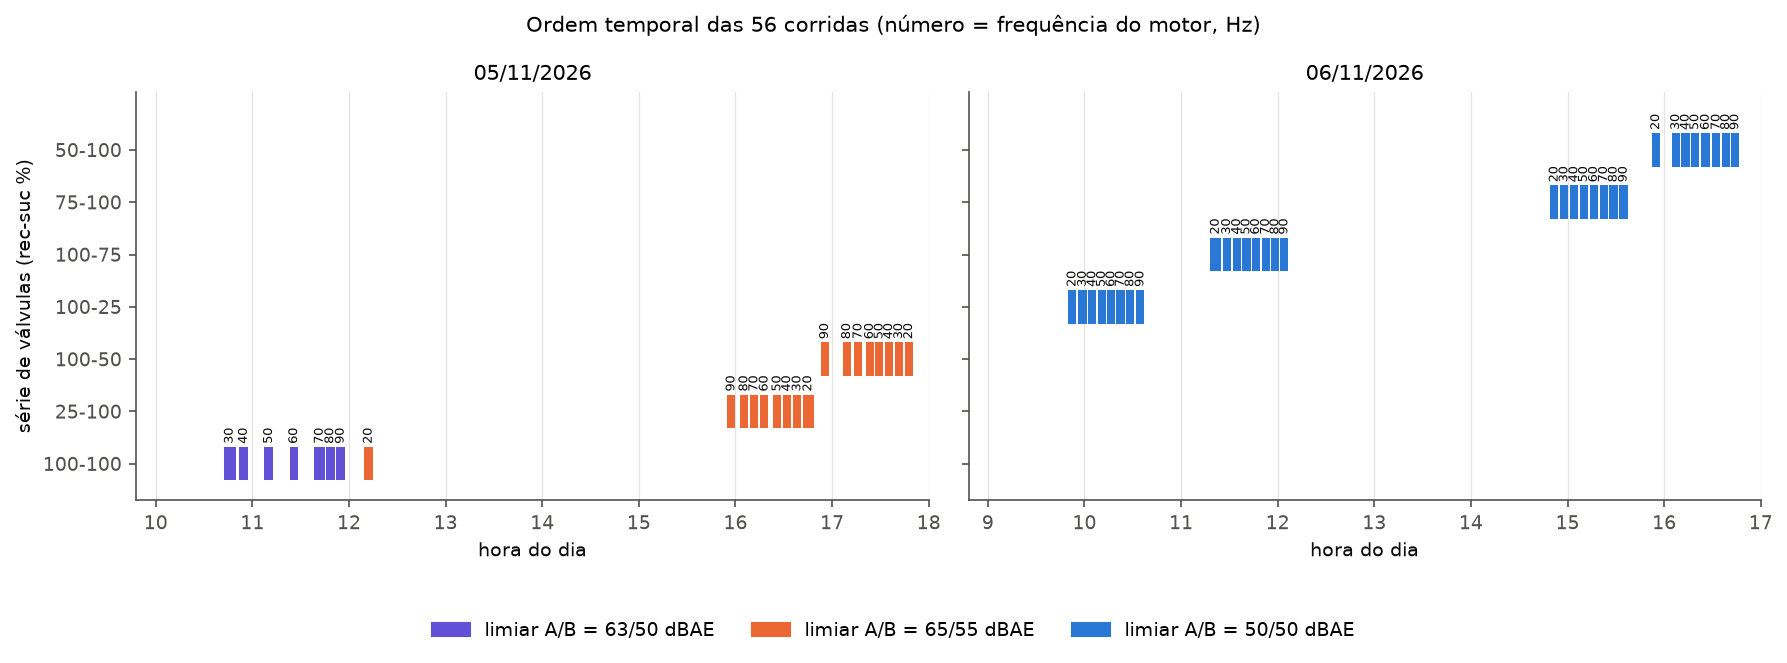 Ordem temporal das 56 corridas (número = frequência do motor, Hz)
05/11/2026
06/11/2026
série de válvulas (rec-suc %)
50-100
75-100
100-75
100-25
100-50
25-100
100-100
30 40 50 60 70 80 90 20
90 80 70 60 50 40 30 20
90 80 70 60 50 40 30 20
10 11 12 13 14 15 16 17 18
hora do dia
20 30 40 50 60 70 80 90
20 30 40 50 60 70 80 90
20 30 40 50 60 70 80 90
20 30 40 50 60 70 80 90
9 10 11 12 13 14 15 16 17
hora do dia
limiar A/B = 63/50 dBAE
limiar A/B = 65/55 dBAE
limiar A/B = 50/50 dBAE